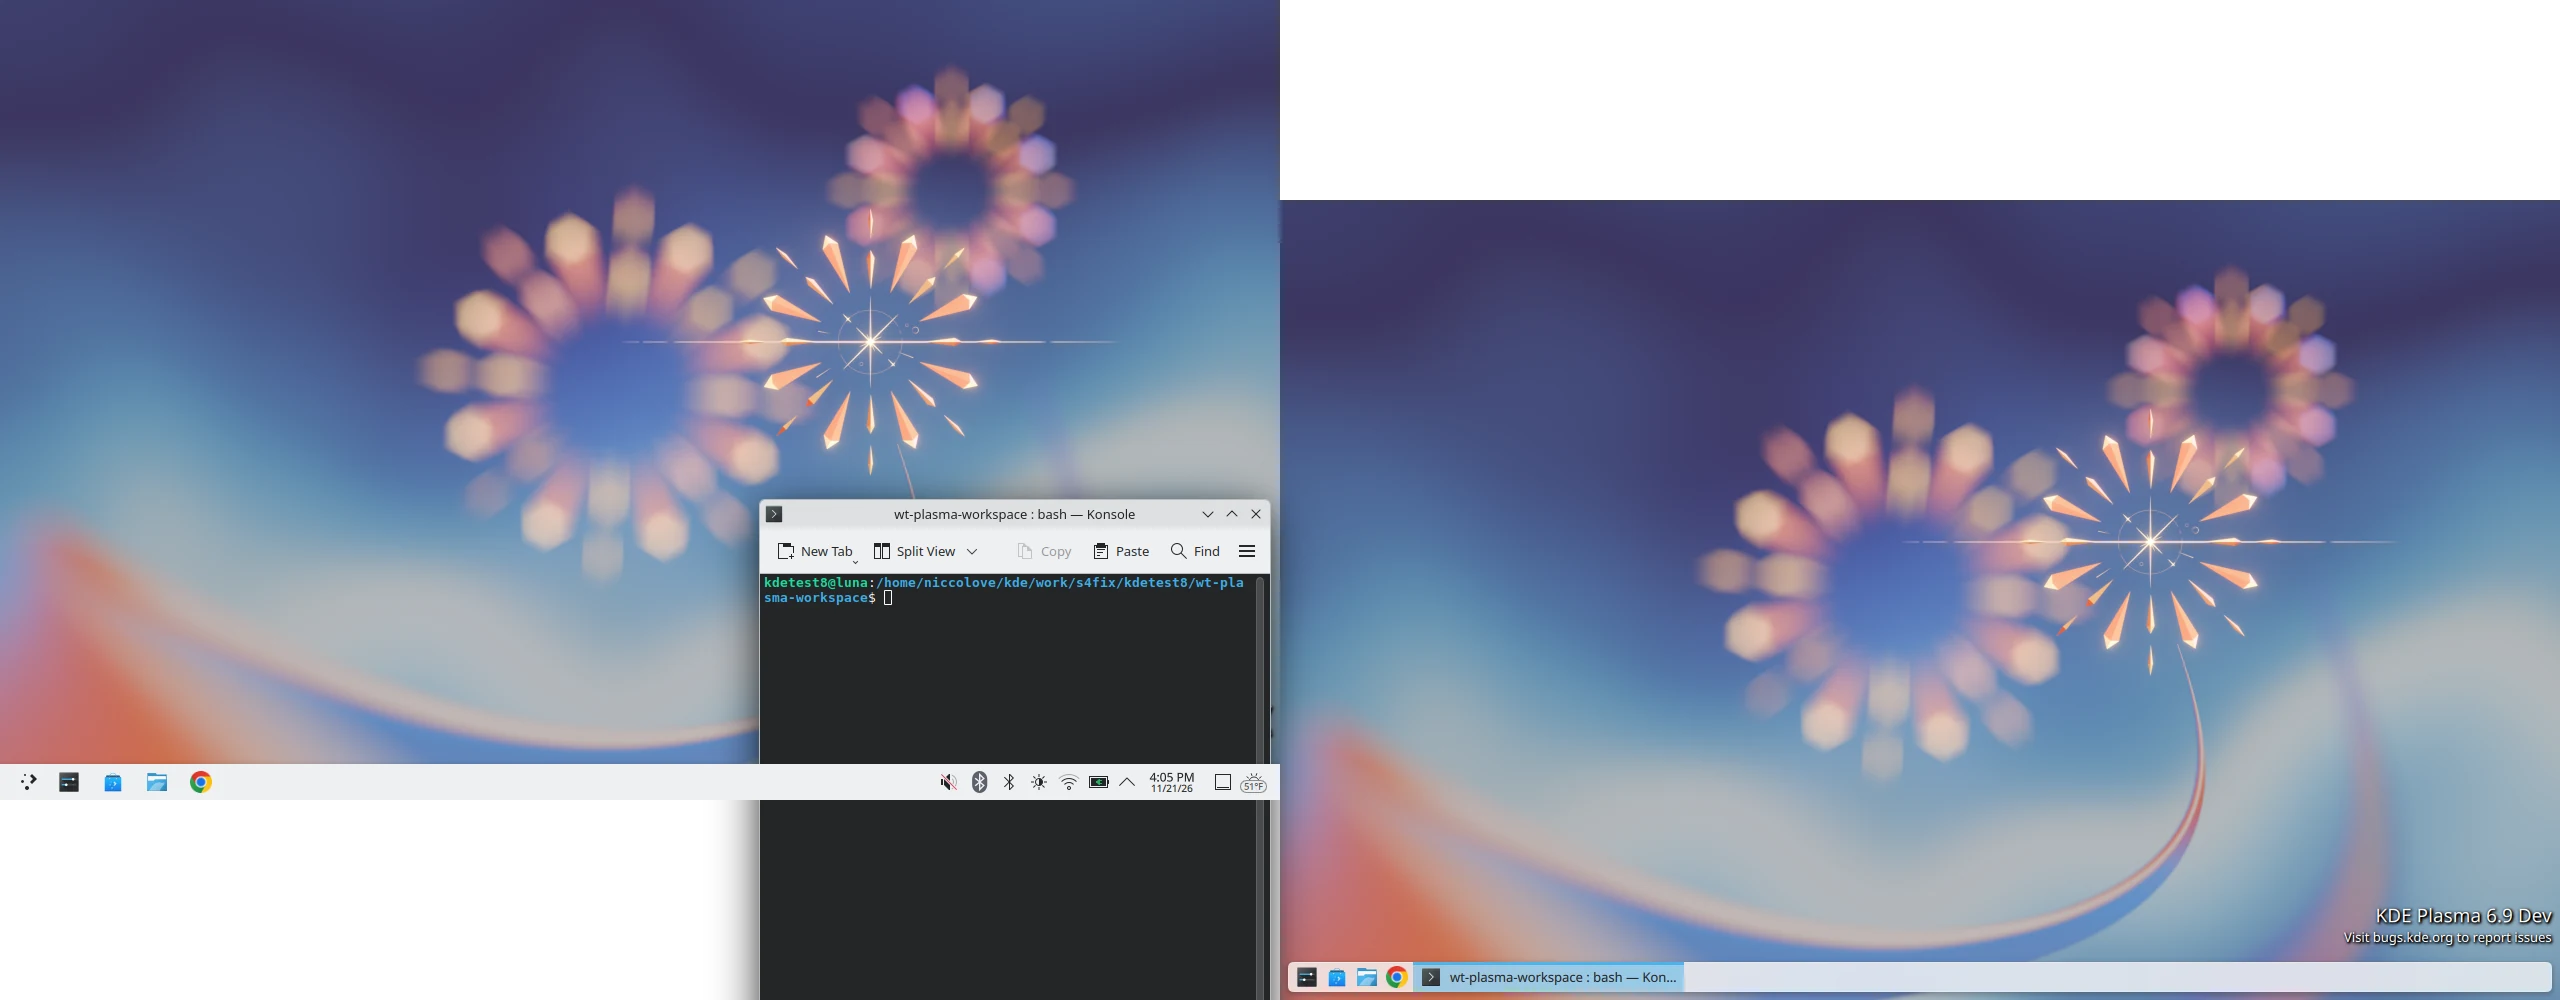 wt-plasma-workspace : bash — Konsole
New Tab Split View Copy Paste Find
kdetest8@luna:/home/niccolove/kde/work/s4fix/kdetest8/wt-pla
sma-workspace$
4:05 PM
11/21/26
51°F
KDE Plasma 6.9 Dev
Visit bugs.kde.org to report issues
wt-plasma-workspace : bash — Kon...